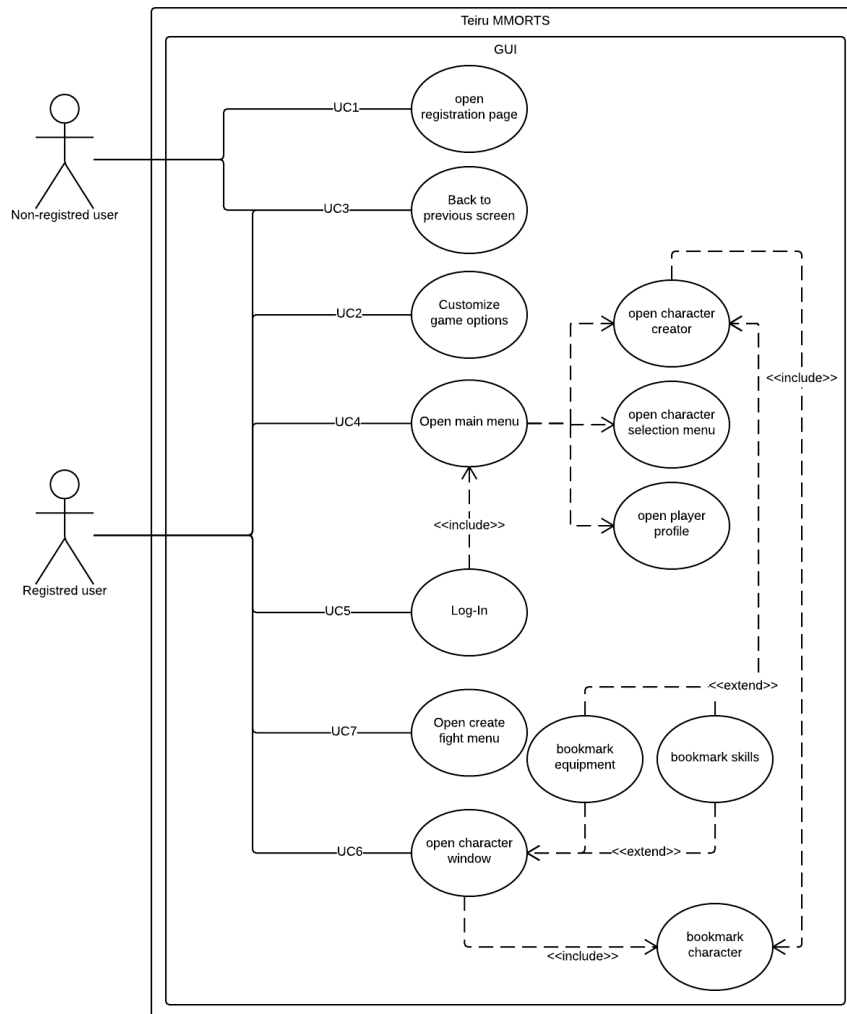 Teiru MMORTS
GUI
UC1
open
registration page
Non-registred user
UC3
Back to
previous screen
UC2
Customize
game options
open character
creator
<<include>>
UC4
Open main menu
open character
selection menu
<<include>>
open player
profile
Registred user
UC5
Log-In
<<extend>>
UC7
Open create
fight menu
bookmark
equipment
bookmark skills
UC6
open character
window
<<extend>>
bookmark
character
<<include>>